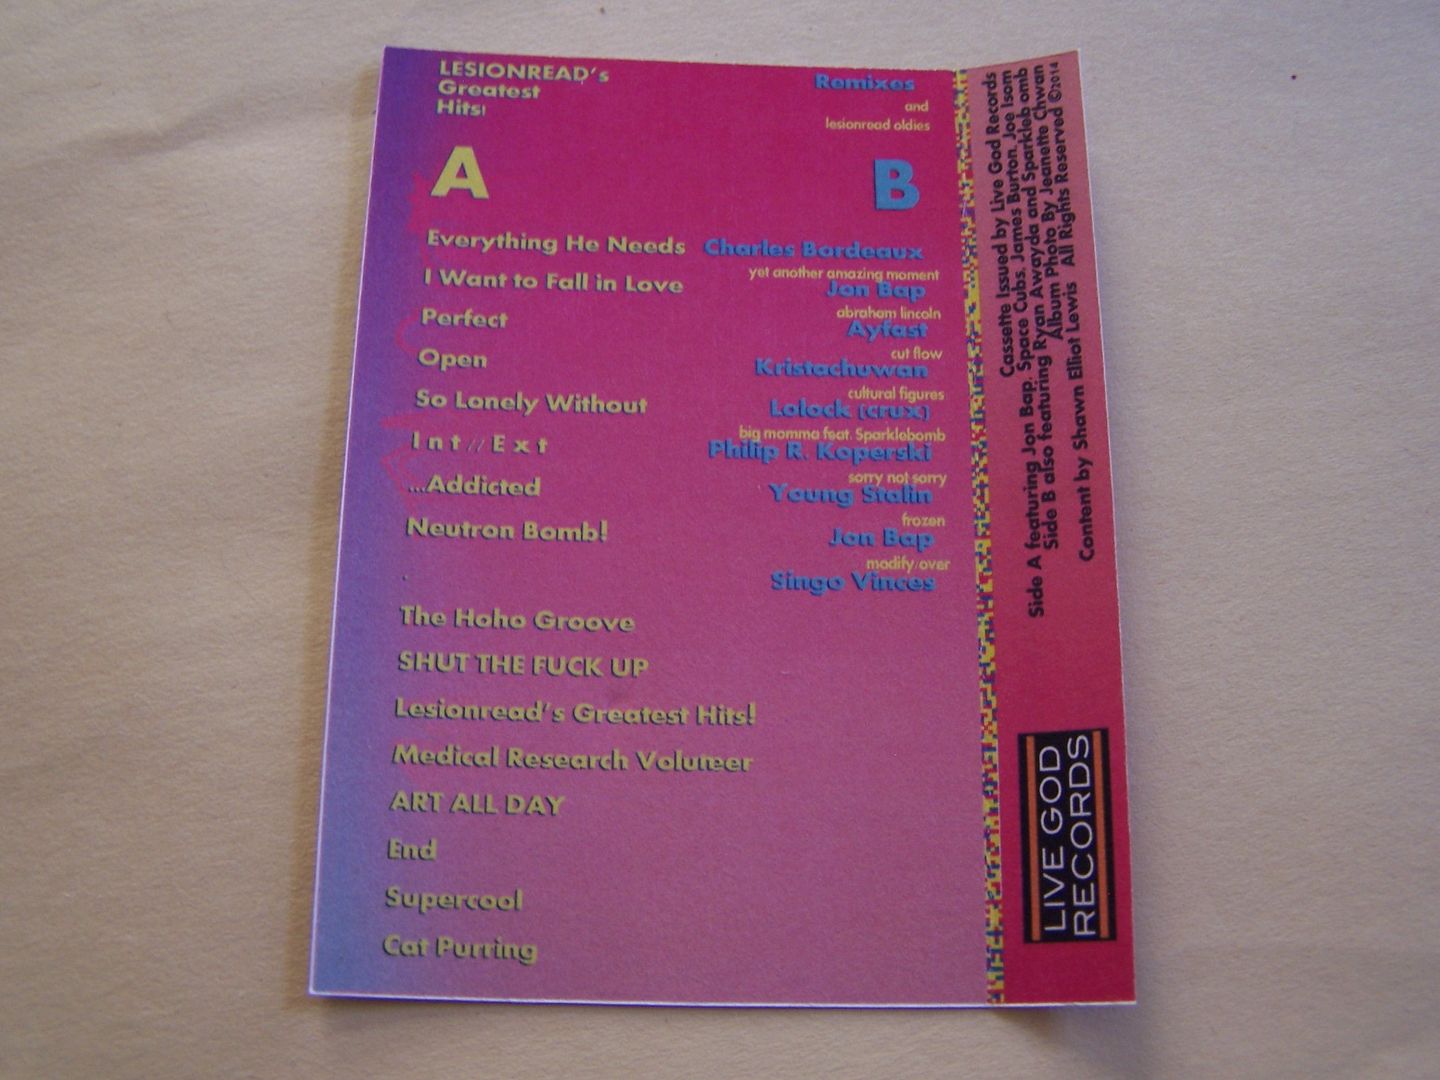 LESIONREAD's
Greatest
Hits!
A
Everything He Needs
I Want to Fall in Love
Perfect
Open
So Lonely Without
Int // Ext
...Addicted
Neutron Bomb!
.
The Hoho Groove
SHUT THE FUCK UP
Lesionread's Greatest Hits!
Medical Research Voluteer
ART ALL DAY
End
Supercool
Cat Purring
Remixes
and
lesionread oldies
B
Charles Bordeaux
yet another amazing moment
Jon Bap
abraham lincoln
Ayfast
cut flow
Kristachuwan
cultural figures
Lolock (crux)
big momma feat. Sparklebomb
Philip R. Koperski
sorry not sorry
Young Stalin
frozen
Jon Bap
modify/over
Singo Vinces
Cassette Issued by Live God Records
Side A featuring Jon Bap, Space Cubs, James Burton, Joe Isom
Side B also featuring Ryan Awayda and Sparklebomb
Album Photo By Jeanette Chwan
Content by Shawn Elliot Lewis All Rights Reserved ©2014
LIVE GOD
RECORDS